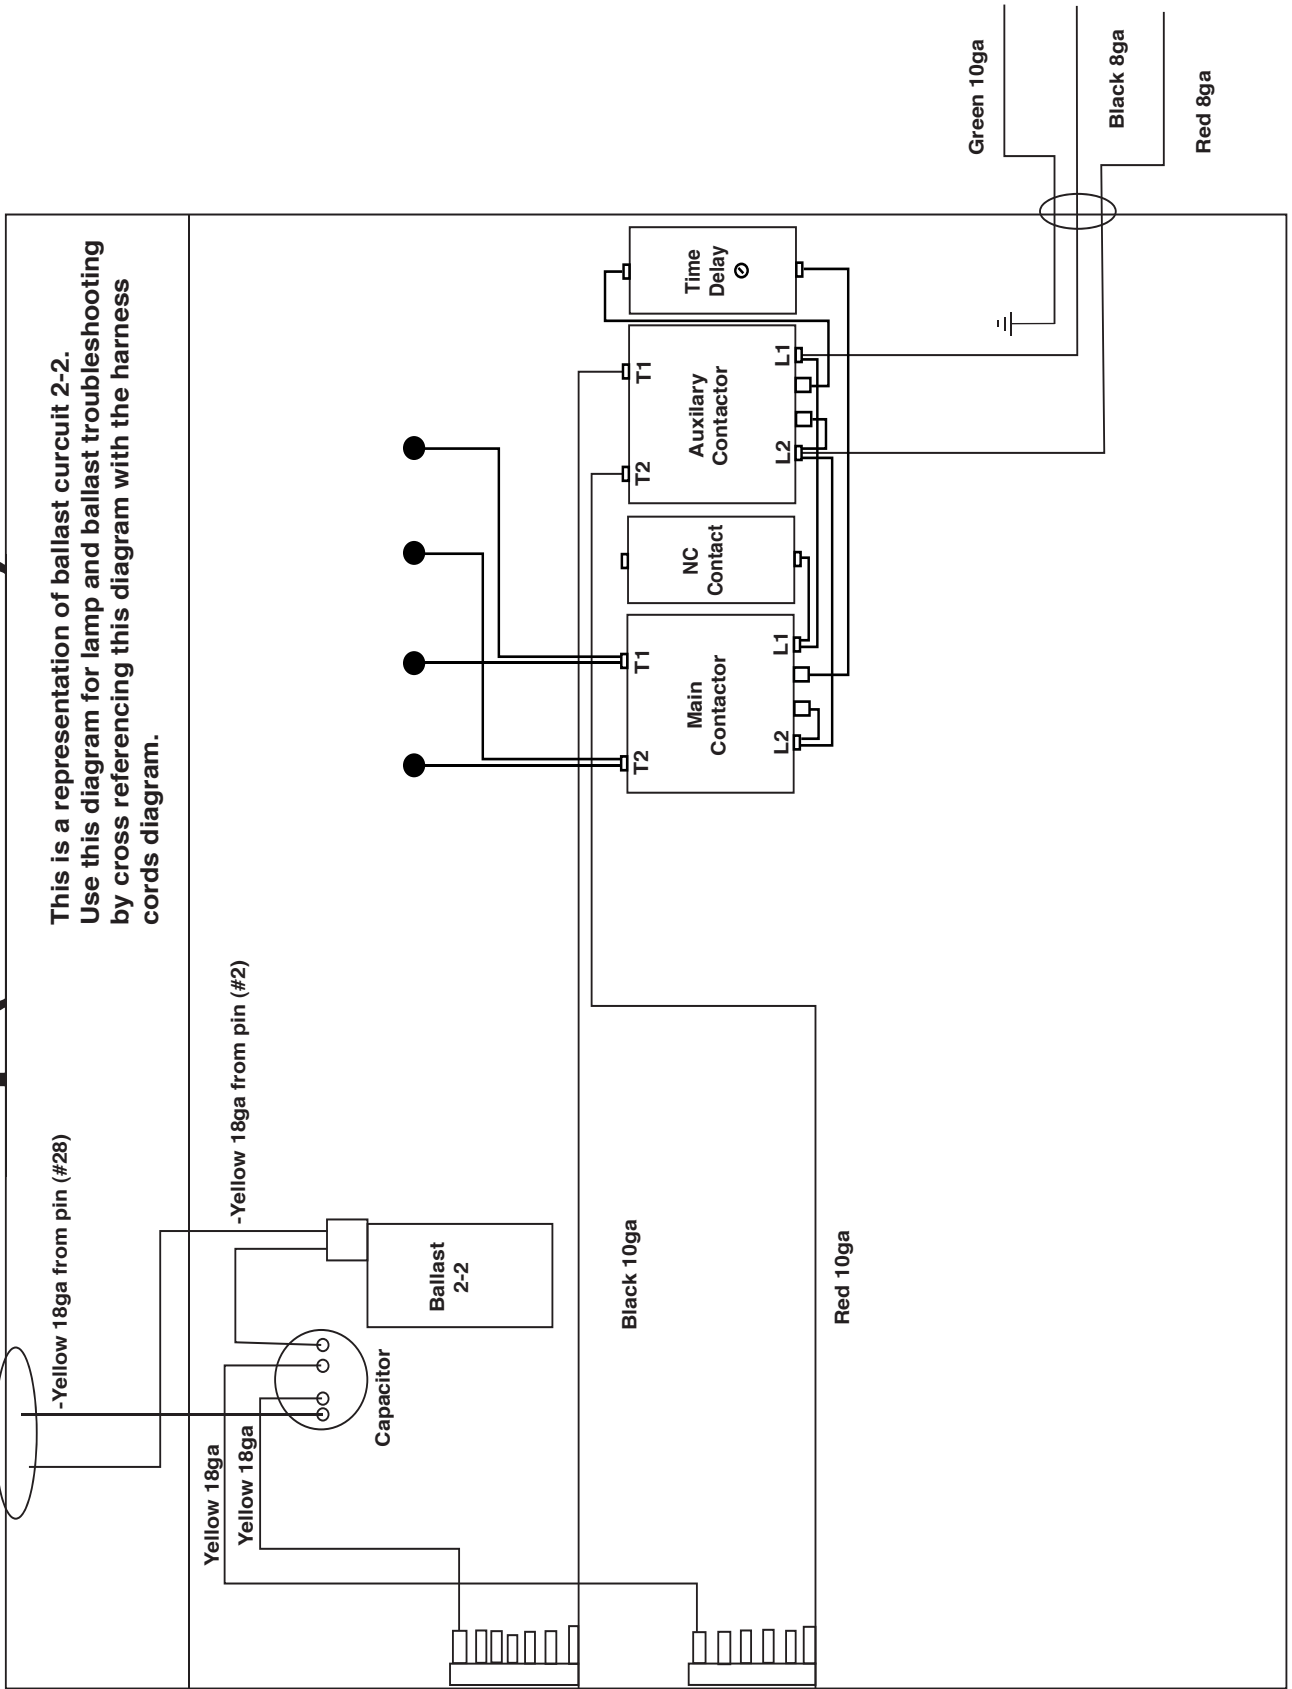 This is a representation of ballast curcuit 2-2.
Use this diagram for lamp and ballast troubleshooting
by cross referencing this diagram with the harness
cords diagram.
-Yellow 18ga from pin (#28)
-Yellow 18ga from pin (#2)
Yellow 18ga
Yellow 18ga
Capacitor
Ballast
2-2
Black 10ga
Red 10ga
T2
T1
Main
Contactor
L2
L1
NC
Contact
T2
T1
Auxilary
Contactor
L2
L1
Time
Delay
Green 10ga
Black 8ga
Red 8ga